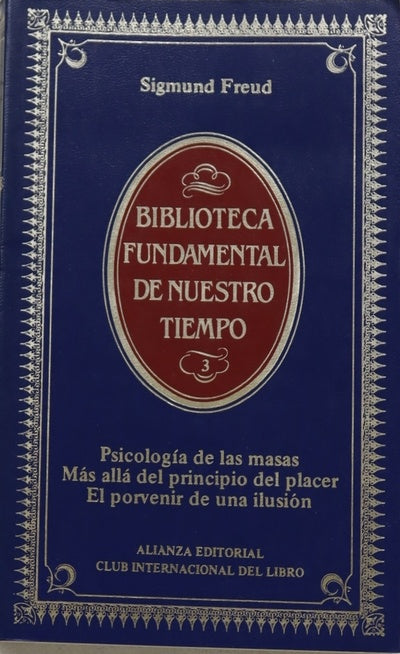 Sigmund Freud
BIBLIOTECA
FUNDAMENTAL
DE NUESTRO
TIEMPO
3
Psicología de las masas
Más allá del principio del placer
El porvenir de una ilusión
ALIANZA EDITORIAL
CLUB INTERNACIONAL DEL LIBRO